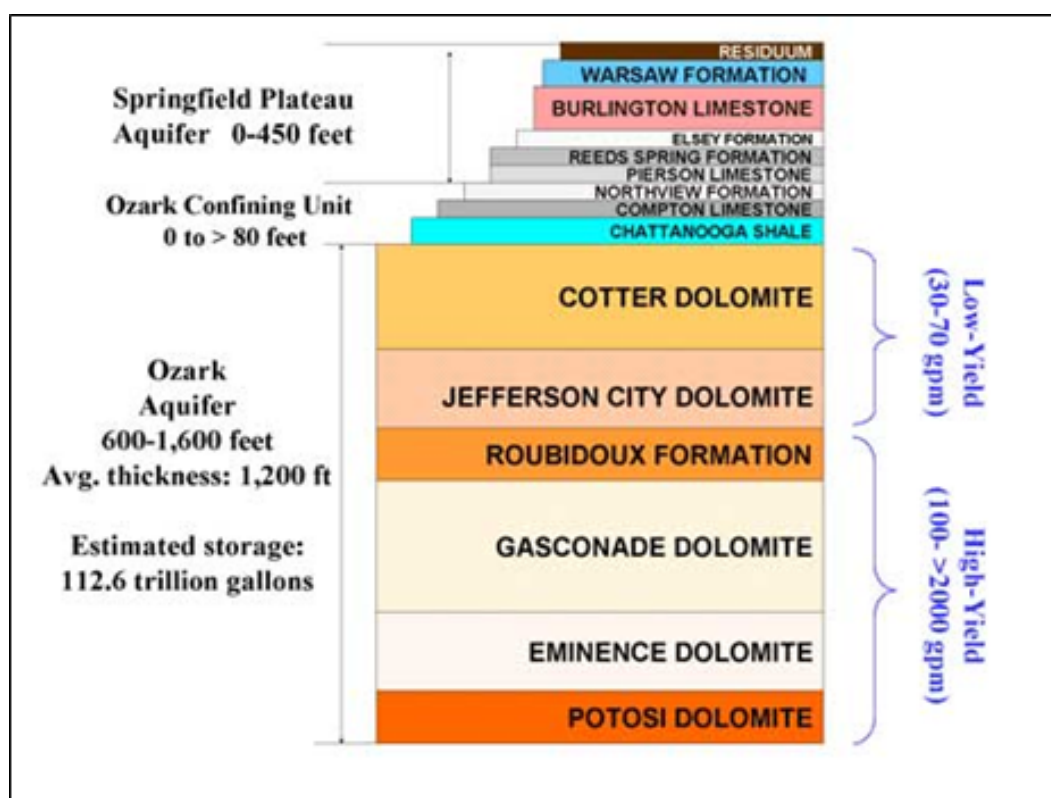 Springfield Plateau
Aquifer 0-450 feet
Ozark Confining Unit
0 to > 80 feet
Ozark
Aquifer
600-1,600 feet
Avg. thickness: 1,200 ft
Estimated storage:
112.6 trillion gallons
RESIDUUM
WARSAW FORMATION
BURLINGTON LIMESTONE
ELSEY FORMATION
REEDS SPRING FORMATION
PIERSON LIMESTONE
NORTHVIEW FORMATION
COMPTON LIMESTONE
CHATTANOOGA SHALE
COTTER DOLOMITE
JEFFERSON CITY DOLOMITE
ROUBIDOUX FORMATION
GASCONADE DOLOMITE
EMINENCE DOLOMITE
POTOSI DOLOMITE
Low-Yield
(30-70 gpm)
High-Yield
(100- >2000 gpm)